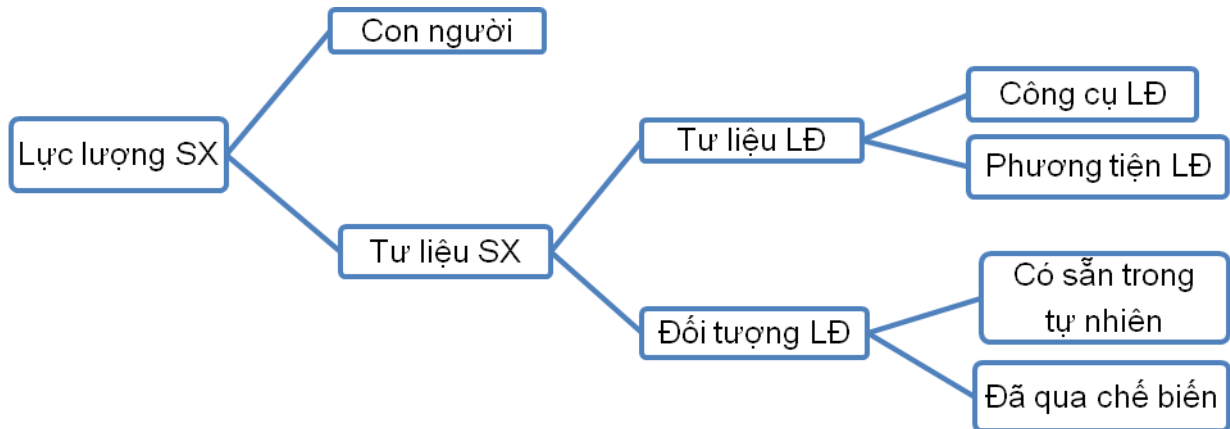 Con người
Công cụ LĐ
Lực lượng SX
Tư liệu LĐ
Phương tiện LĐ
Tư liệu SX
Có sẵn trong
tự nhiên
Đối tượng LĐ
Đã qua chế biến